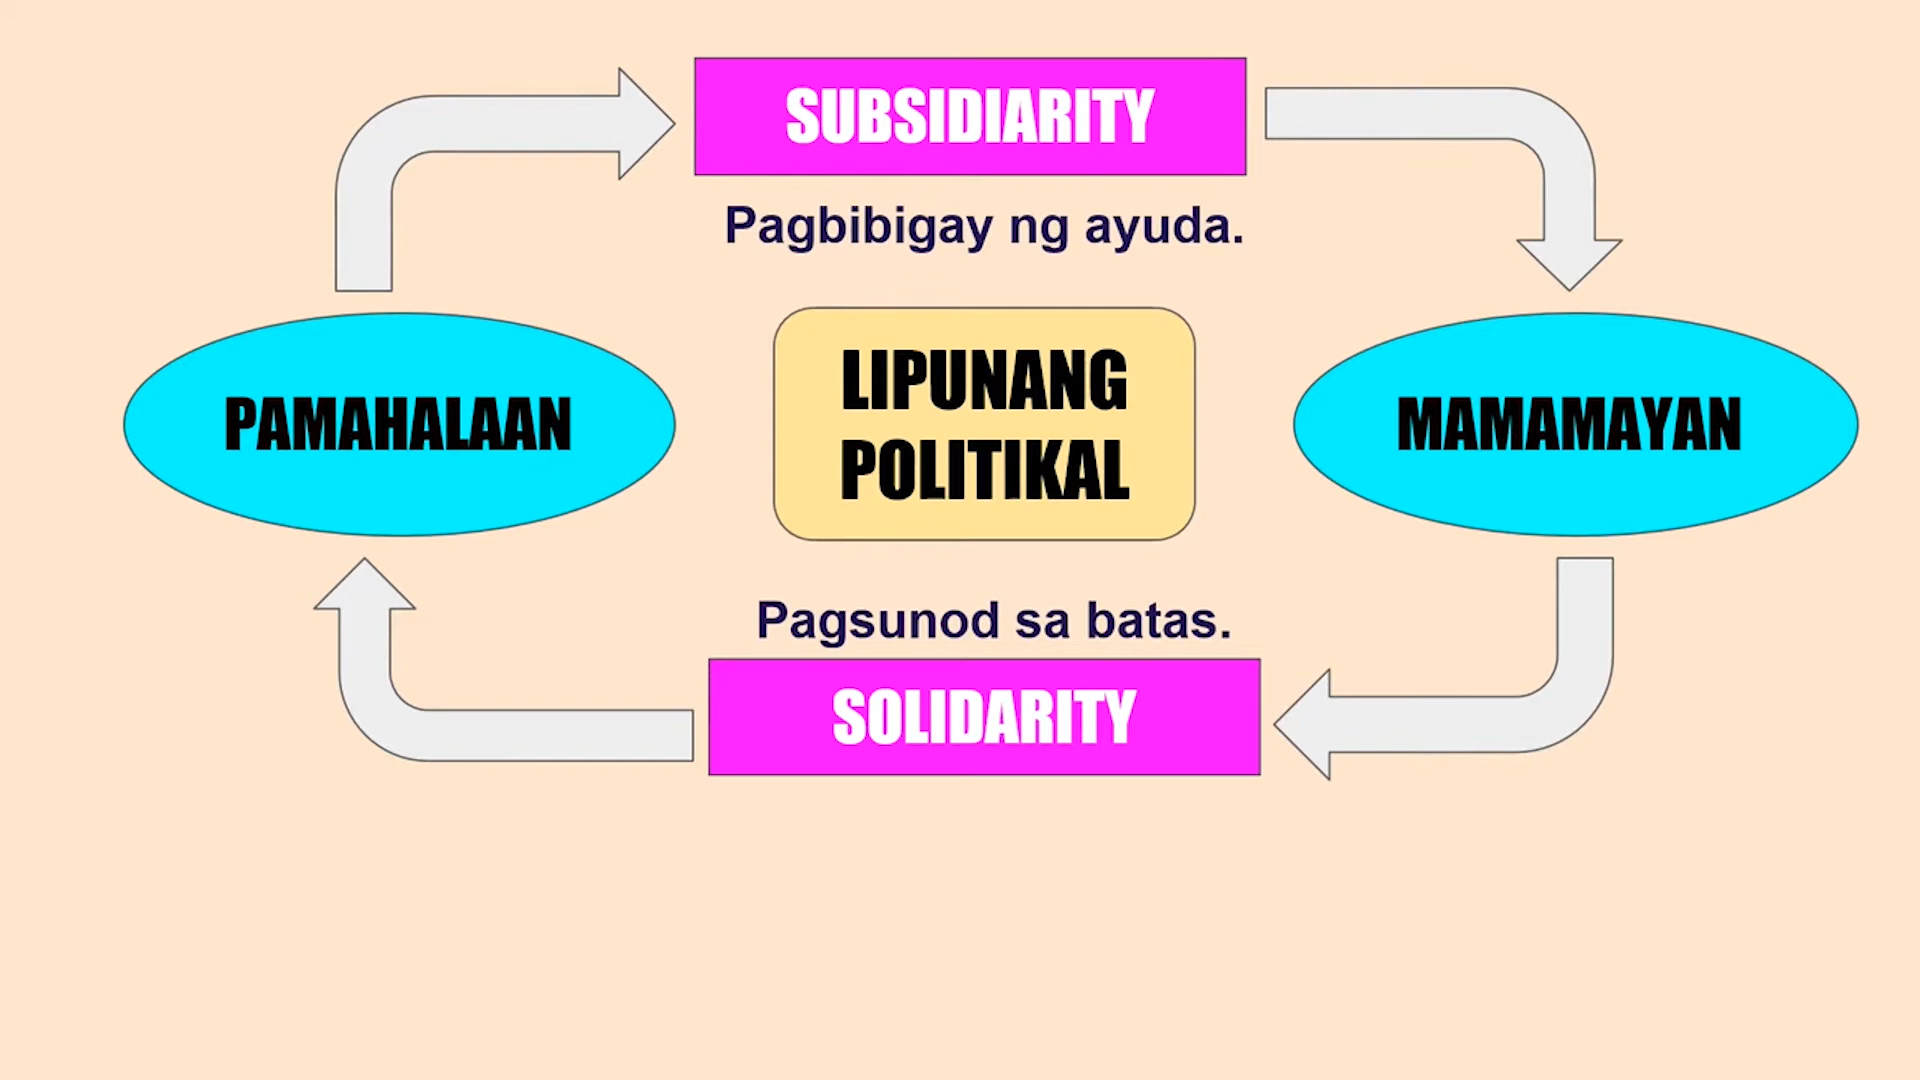 SUBSIDIARITY
Pagbibigay ng ayuda.
PAMAHALAAN
LIPUNANG
POLITIKAL
MAMAMAYAN
Pagsunod sa batas.
SOLIDARITY